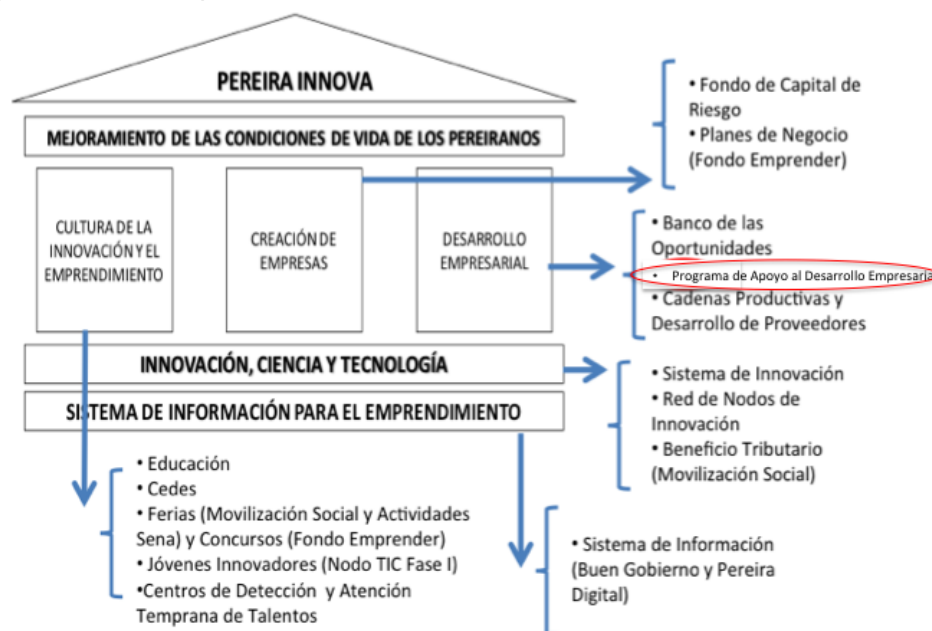 PEREIRA INNOVA
MEJORAMIENTO DE LAS CONDICIONES DE VIDA DE LOS PEREIRANOS
CULTURA DE LA
INNOVACIÓN Y EL
EMPRENDIMIENTO
CREACIÓN DE
EMPRESAS
DESARROLLO
EMPRESARIAL
• Fondo de Capital de
Riesgo
• Planes de Negocio
(Fondo Emprender)
• Banco de las
Oportunidades
• Programa de Apoyo al Desarrollo Empresaria
• Cadenas Productivas y
Desarrollo de Proveedores
INNOVACIÓN, CIENCIA Y TECNOLOGÍA
SISTEMA DE INFORMACIÓN PARA EL EMPRENDIMIENTO
• Sistema de Innovación
• Red de Nodos de
Innovación
• Beneficio Tributario
(Movilización Social)
• Educación
• Cedes
• Ferias (Movilización Social y Actividades
Sena) y Concursos (Fondo Emprender)
• Jóvenes Innovadores (Nodo TIC Fase I)
•Centros de Detección y Atención
Temprana de Talentos
• Sistema de Información
(Buen Gobierno y Pereira
Digital)